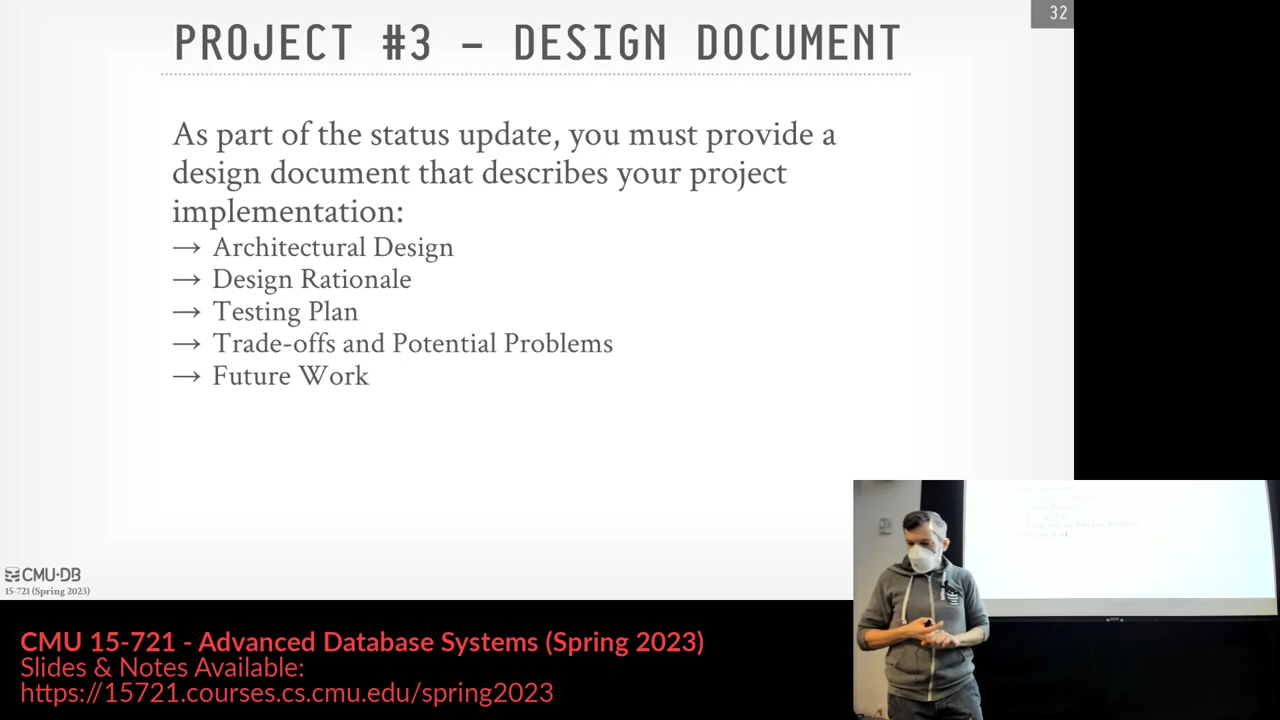 32
PROJECT #3 – DESIGN DOCUMENT
As part of the status update, you must provide a
design document that describes your project
implementation:
→ Architectural Design
→ Design Rationale
→ Testing Plan
→ Trade-offs and Potential Problems
→ Future Work
CMU·DB
15-721 (Spring 2023)
CMU 15-721 - Advanced Database Systems (Spring 2023)
Slides & Notes Available:
https://15721.courses.cs.cmu.edu/spring2023